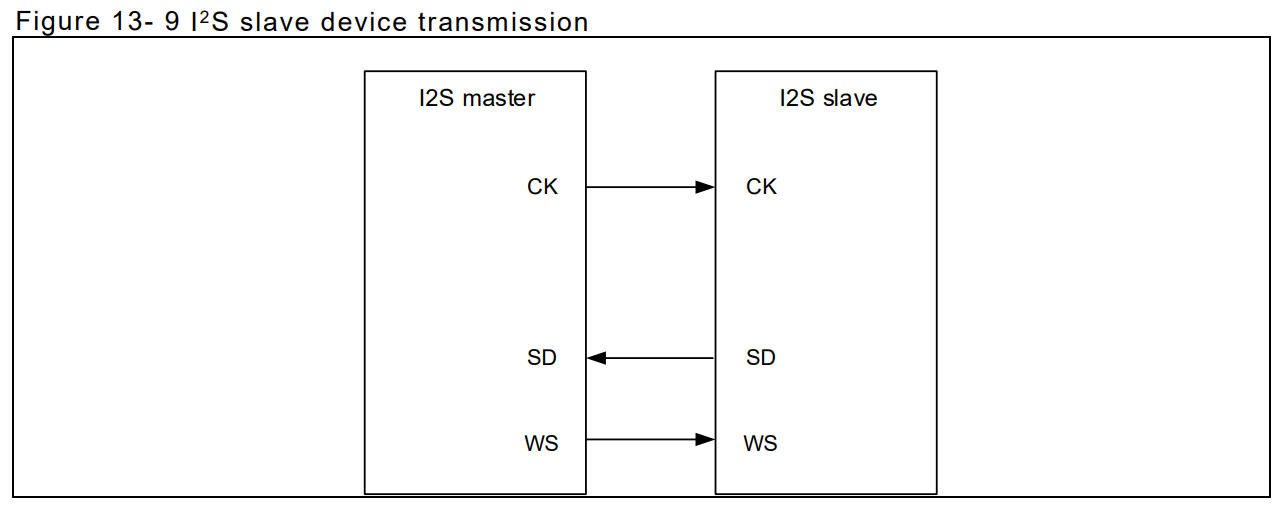 Figure 13- 9 I²S slave device transmission
I2S master
I2S slave
CK
CK
SD
SD
WS
WS